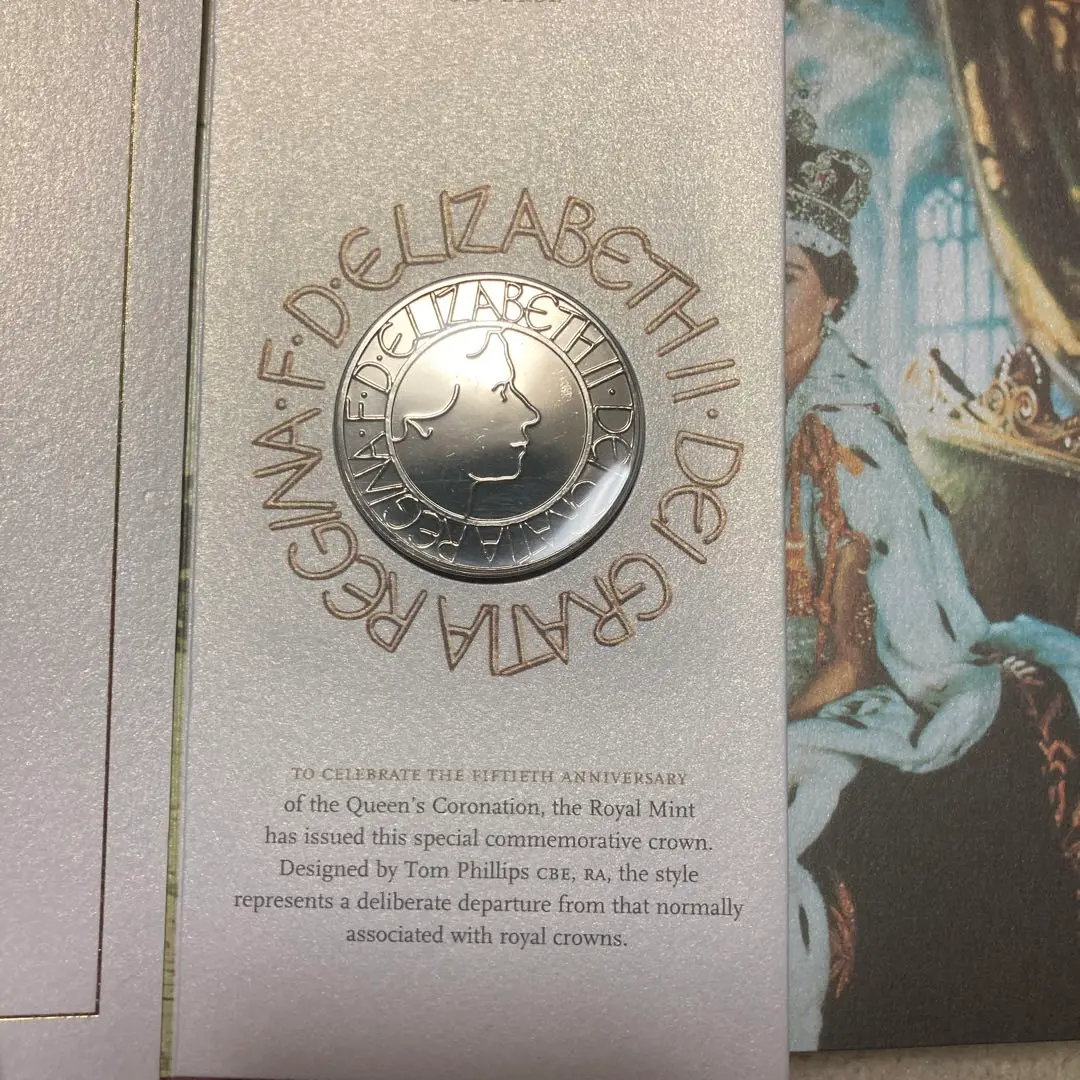 ELIZABETH II · DEI GRATIA REGINA · F · D ·
ELIZABETH II · DEI GRATIA REGINA · F · D ·
TO CELEBRATE THE FIFTIETH ANNIVERSARY
of the Queen's Coronation, the Royal Mint
has issued this special commemorative crown.
Designed by Tom Phillips CBE, RA, the style
represents a deliberate departure from that normally
associated with royal crowns.